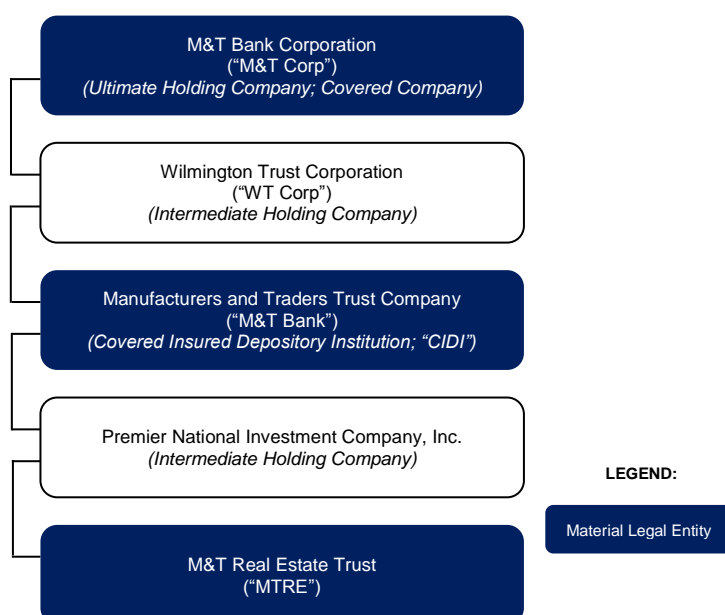 M&T Bank Corporation
(“M&T Corp”)
(Ultimate Holding Company; Covered Company)
Wilmington Trust Corporation
(“WT Corp”)
(Intermediate Holding Company)
Manufacturers and Traders Trust Company
(“M&T Bank”)
(Covered Insured Depository Institution; “CIDI”)
Premier National Investment Company, Inc.
(Intermediate Holding Company)
LEGEND:
Material Legal Entity
M&T Real Estate Trust
(“MTRE”)